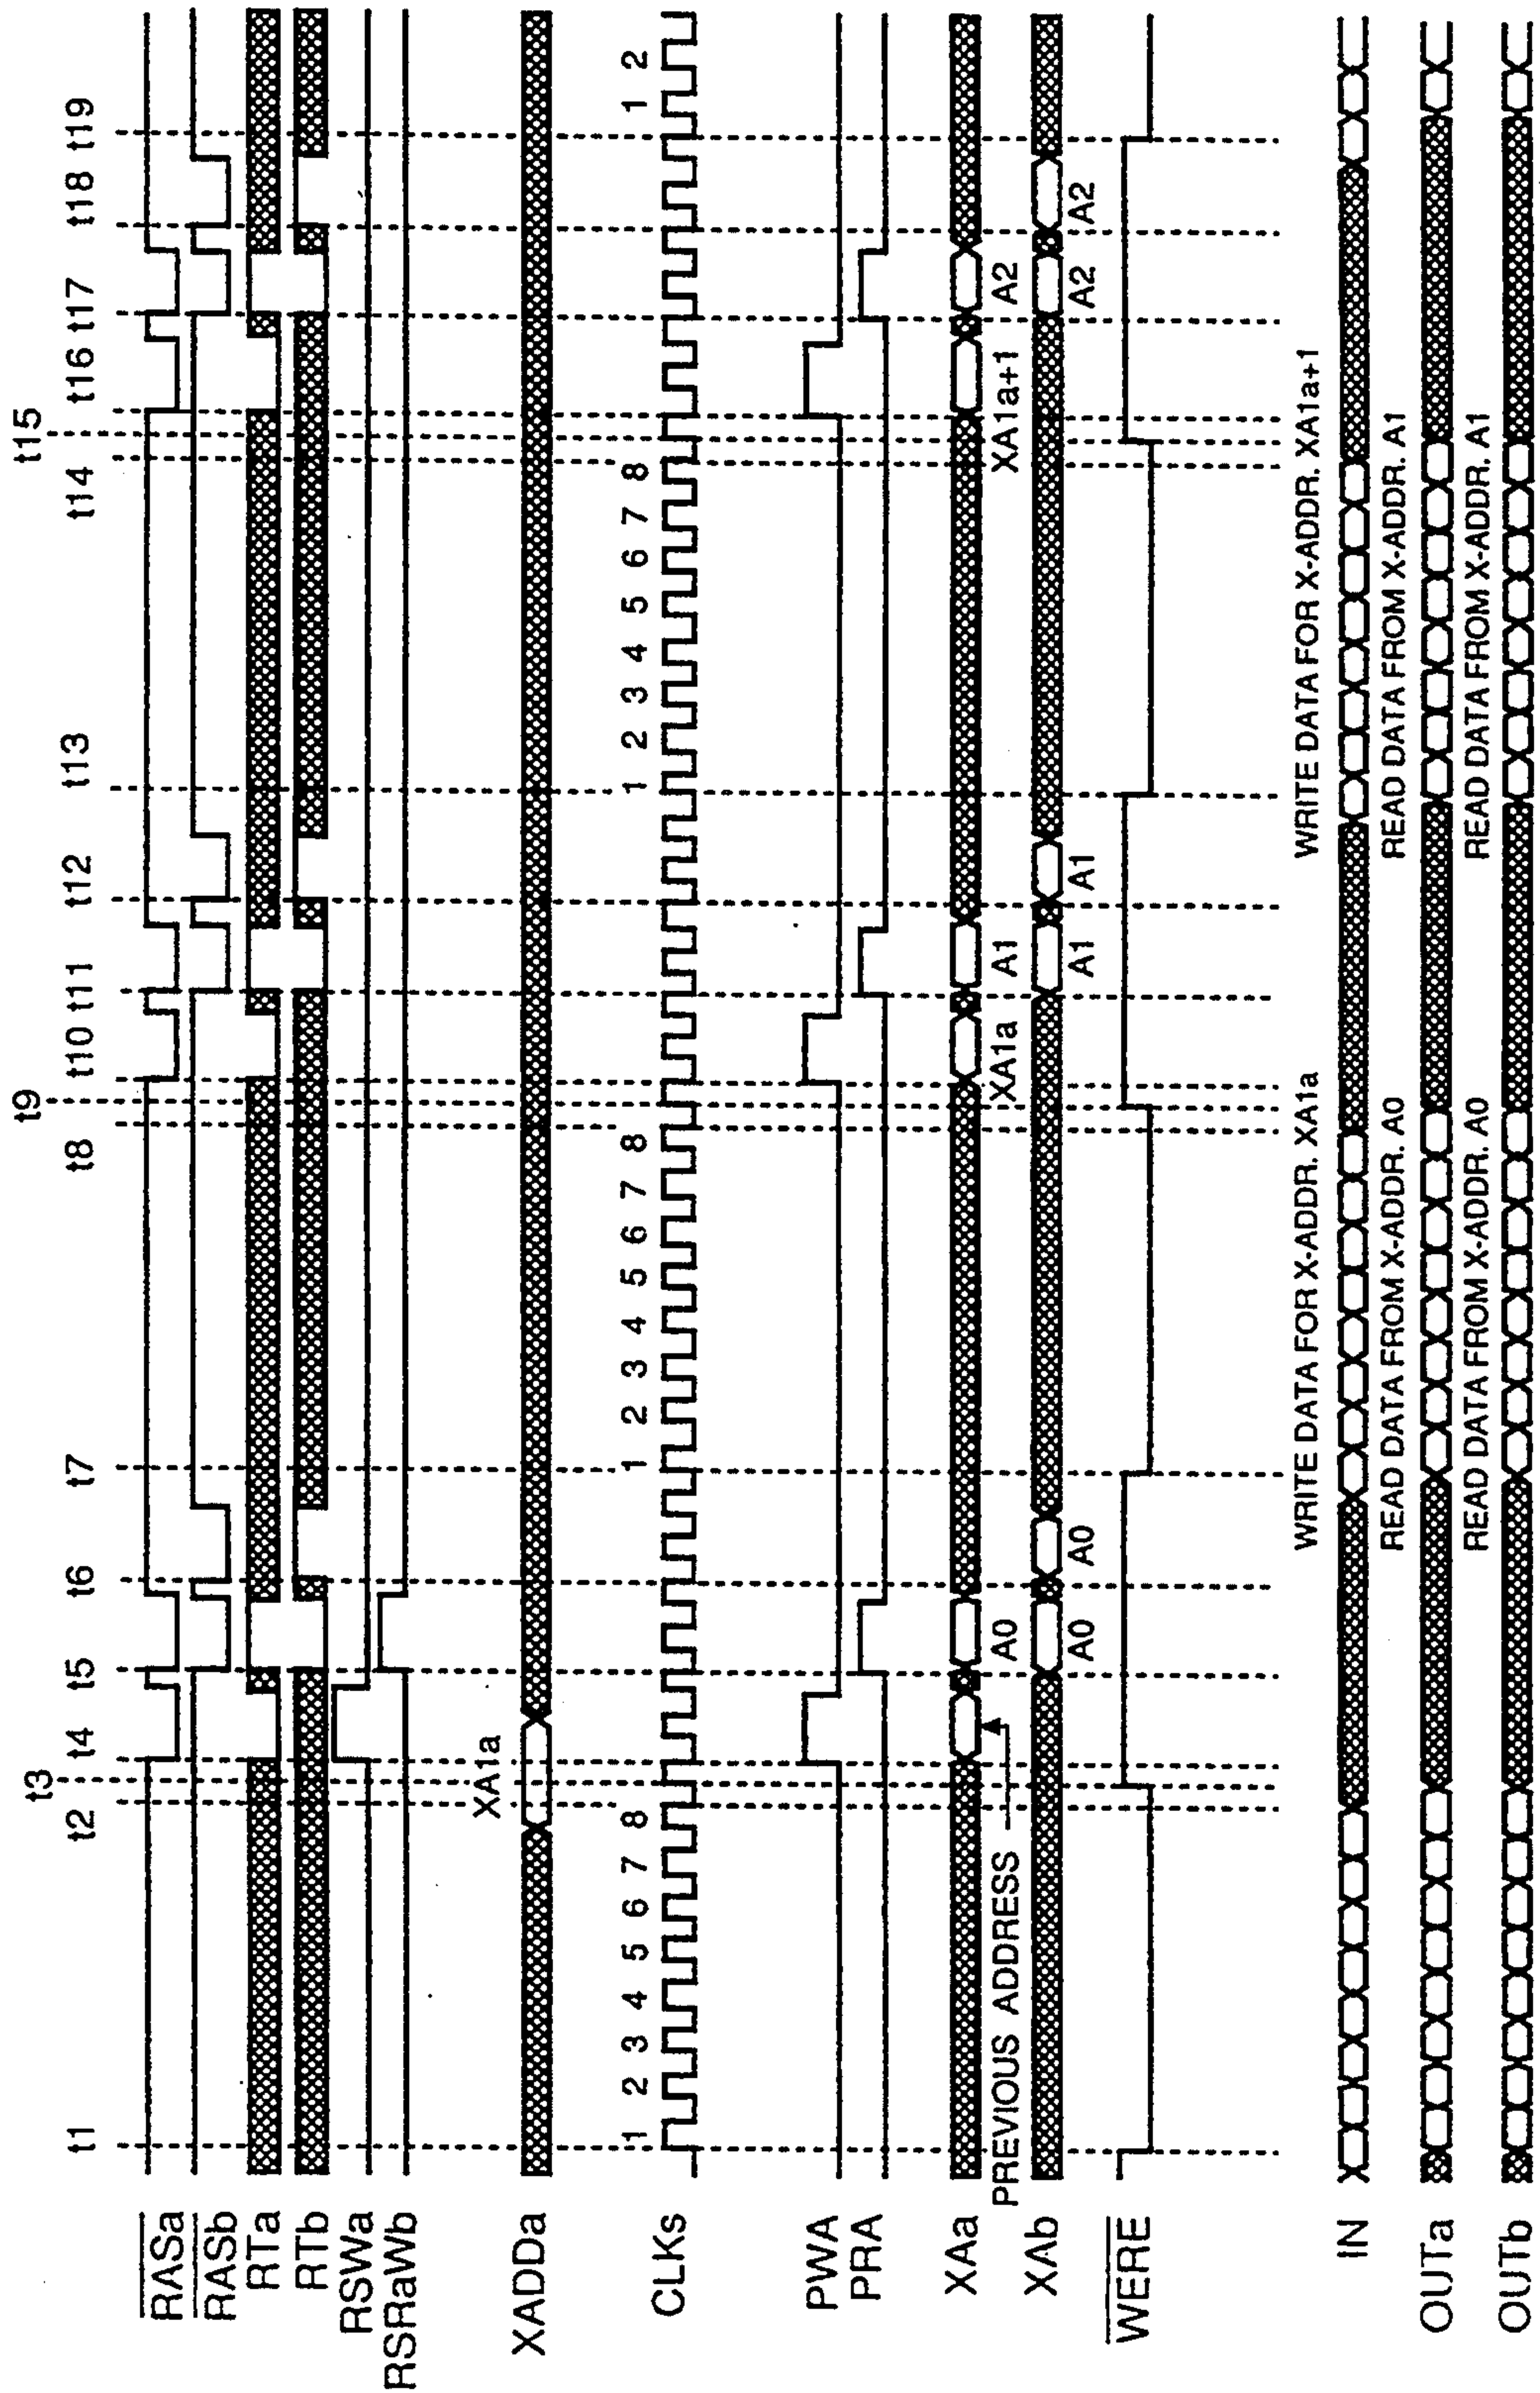 t3 t9 t15
t1 t2 t4 t5 t6 t7 t8 t10 t11 t12 t13 t14 t16 t17 t18 t19
RASa
RASb
RTa
RTb
RSWa
RSRaWb
XA1a
XADDa
1 2 3 4 5 6 7 8 1 2 3 4 5 6 7 8 1 2 3 4 5 6 7 8 1 2
CLKs
PWA
PRA
XAa
PREVIOUS ADDRESS A0 XA1a A1 XA1a+1 A2
XAb
A0 A0 A1 A1 A2 A2
WERE
WRITE DATA FOR X-ADDR. XA1a WRITE DATA FOR X-ADDR. XA1a+1
IN
READ DATA FROM X-ADDR. A0 READ DATA FROM X-ADDR. A1
OUTa
READ DATA FROM X-ADDR. A0 READ DATA FROM X-ADDR. A1
OUTb